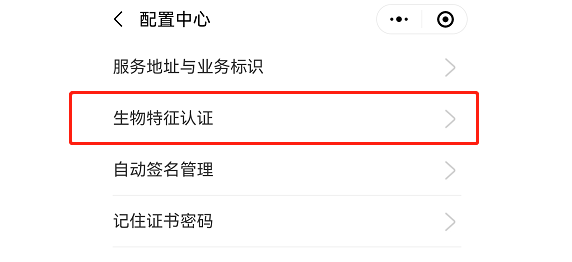 配置中心
服务地址与业务标识
生物特征认证
自动签名管理
记住证书密码